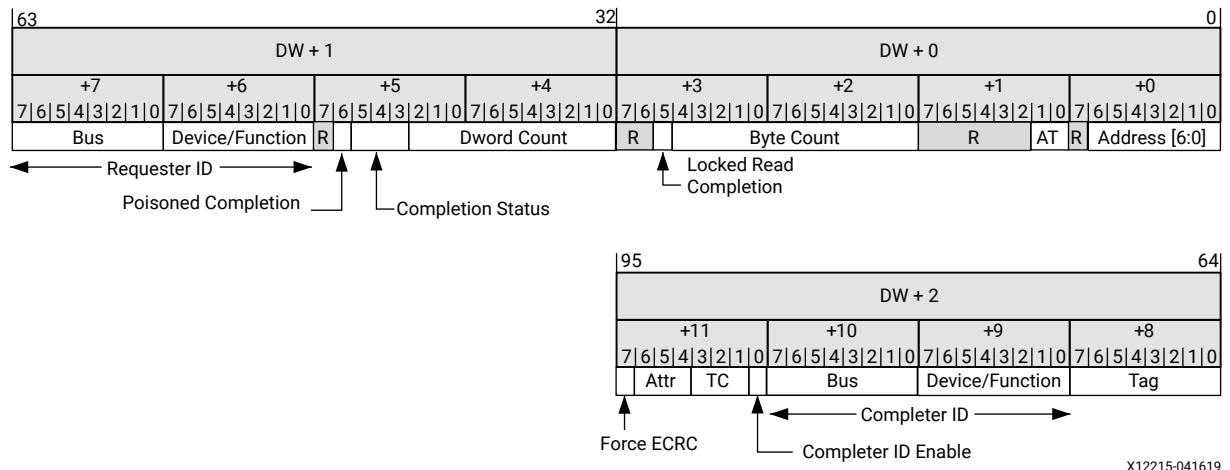 63 32 0
DW + 1 DW + 0
+7 +6 +5 +4 +3 +2 +1 +0
7|6|5|4|3|2|1|0 7|6|5|4|3|2|1|0 7|6|5|4|3|2|1|0 7|6|5|4|3|2|1|0 7|6|5|4|3|2|1|0 7|6|5|4|3|2|1|0 7|6|5|4|3|2|1|0 7|6|5|4|3|2|1|0
Bus Device/Function R Dword Count R Byte Count R AT R Address [6:0]
Requester ID
Locked Read
Completion
Poisoned Completion
Completion Status
95 64
DW + 2
+11 +10 +9 +8
7|6|5|4|3|2|1|0 7|6|5|4|3|2|1|0 7|6|5|4|3|2|1|0 7|6|5|4|3|2|1|0
Attr TC Bus Device/Function Tag
Completer ID
Force ECRC
Completer ID Enable
X12215-041619